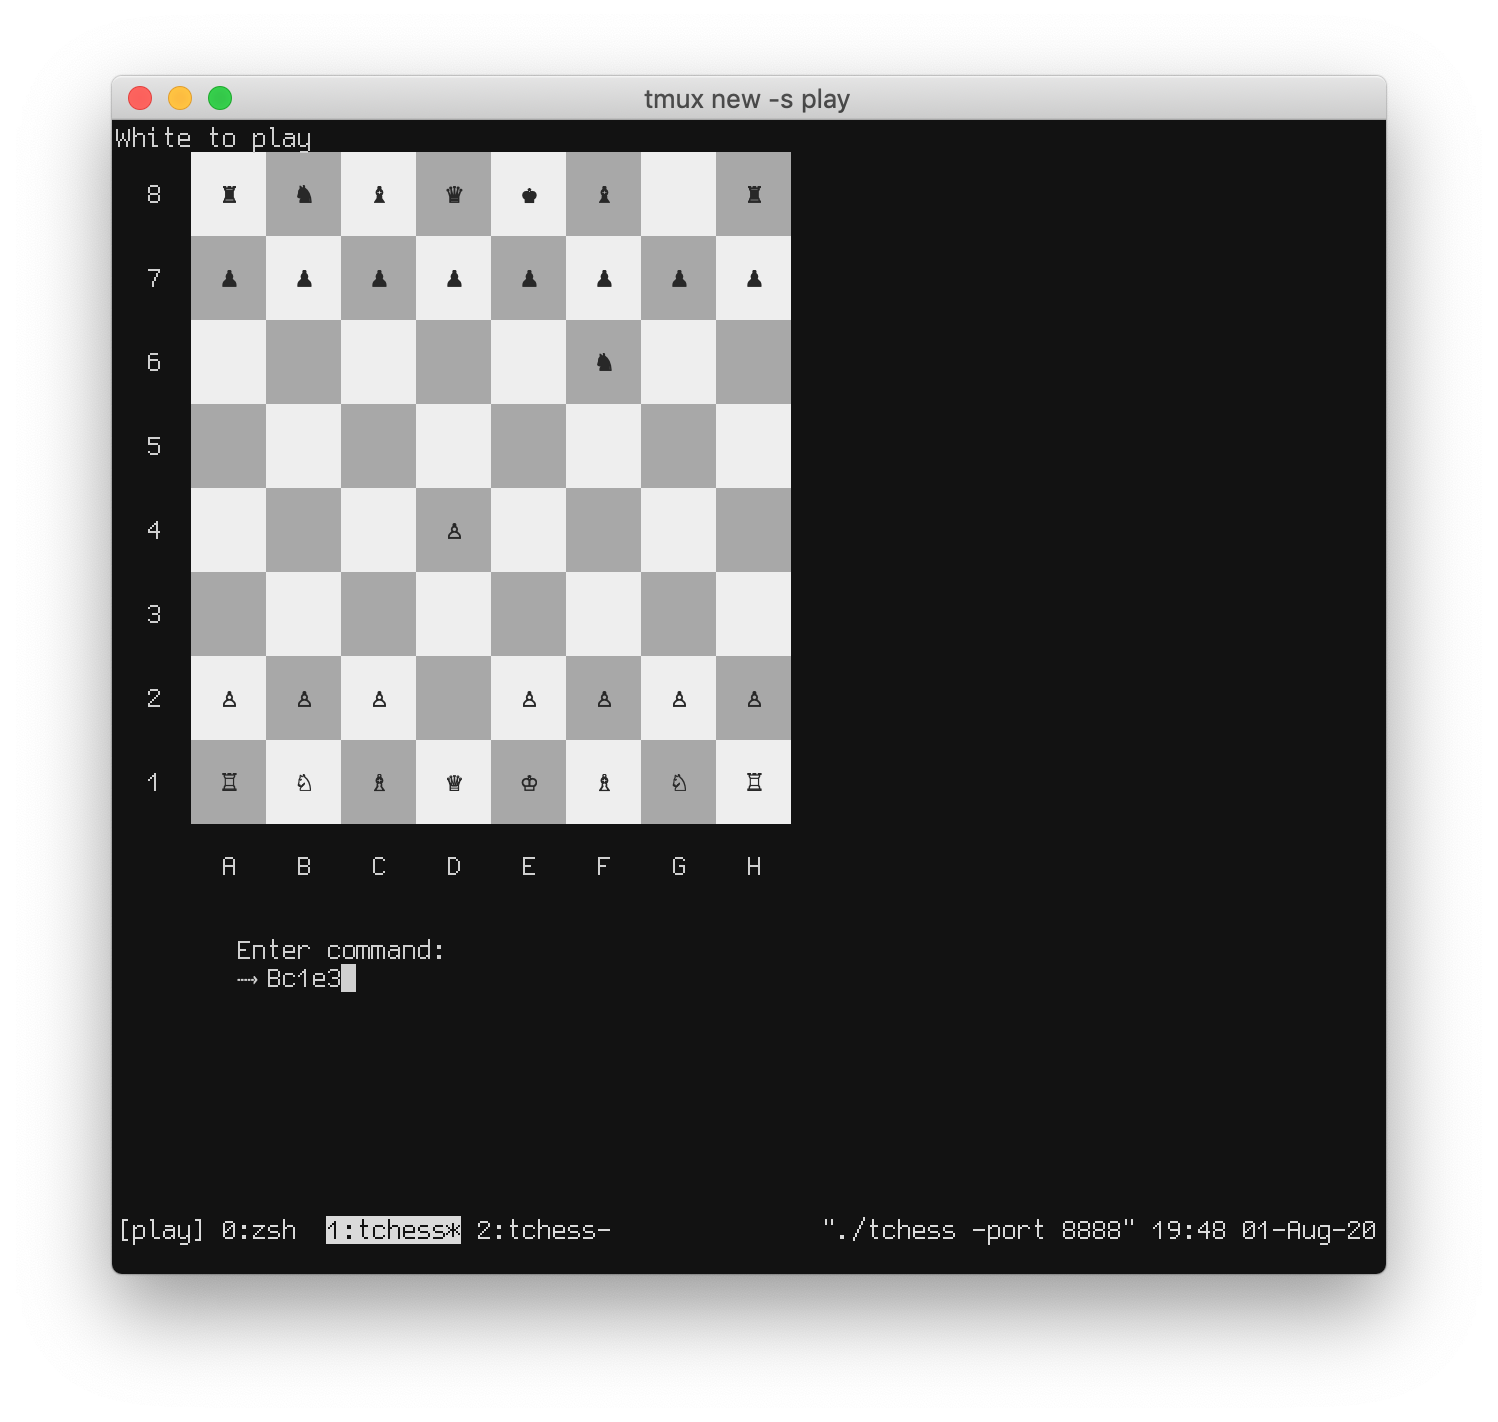 tmux new -s play
White to play
8
7
6
5
4
3
2
1
A B C D E F G H
Enter command:
⤑ Bc1e3
[play] 0:zsh 1:tchess* 2:tchess- "./tchess -port 8888" 19:48 01-Aug-20